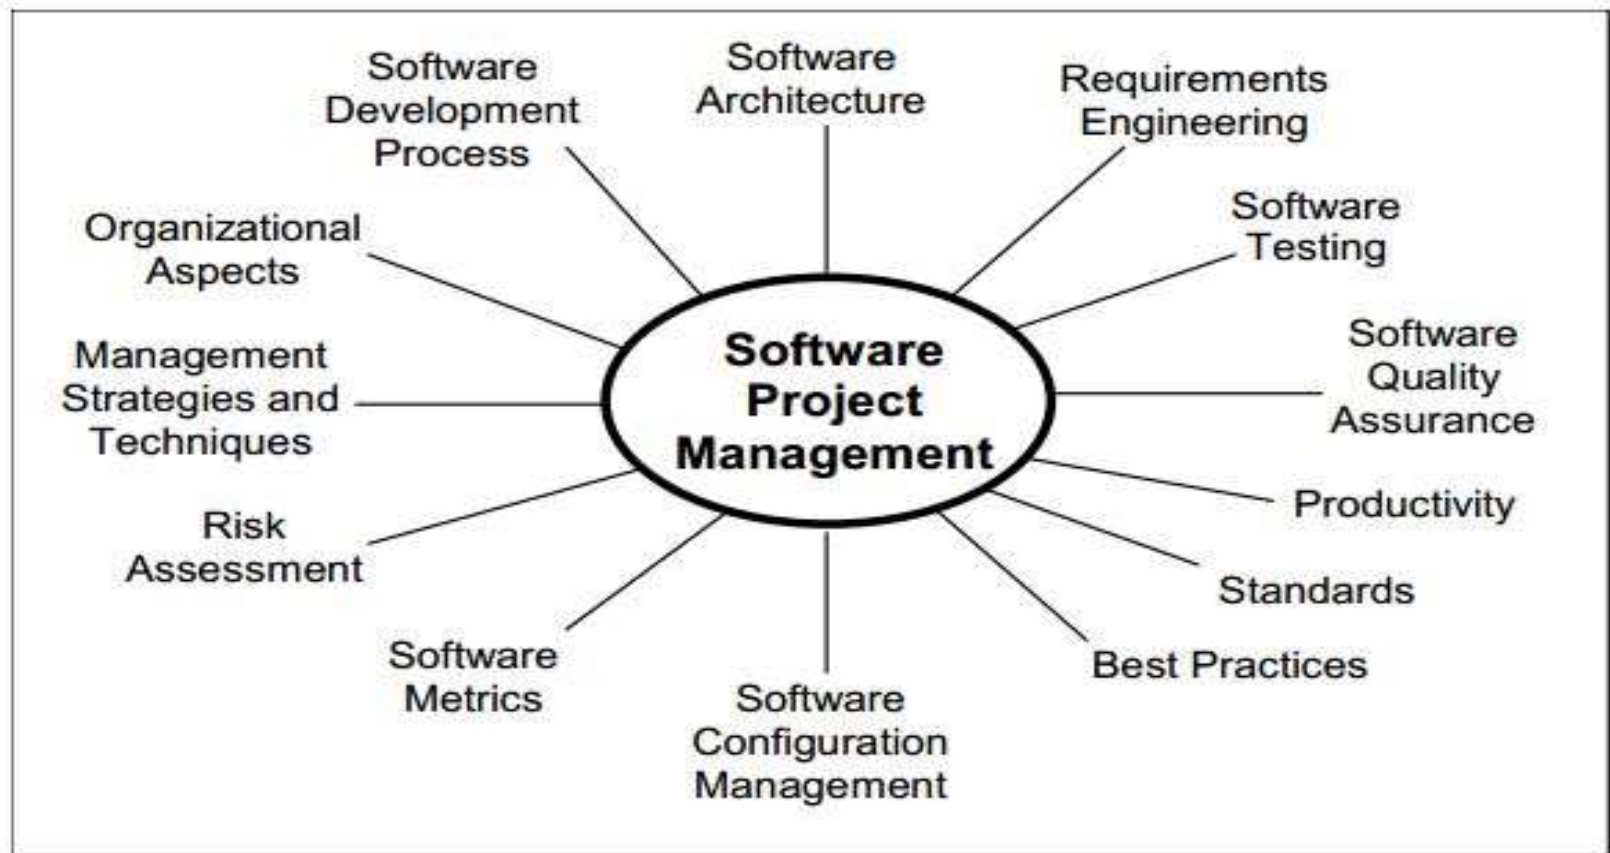 Software
Development
Process
Software
Architecture
Requirements
Engineering
Organizational
Aspects
Software
Testing
Management
Strategies and
Techniques
Software
Project
Management
Software
Quality
Assurance
Risk
Assessment
Productivity
Standards
Software
Metrics
Software
Configuration
Management
Best Practices